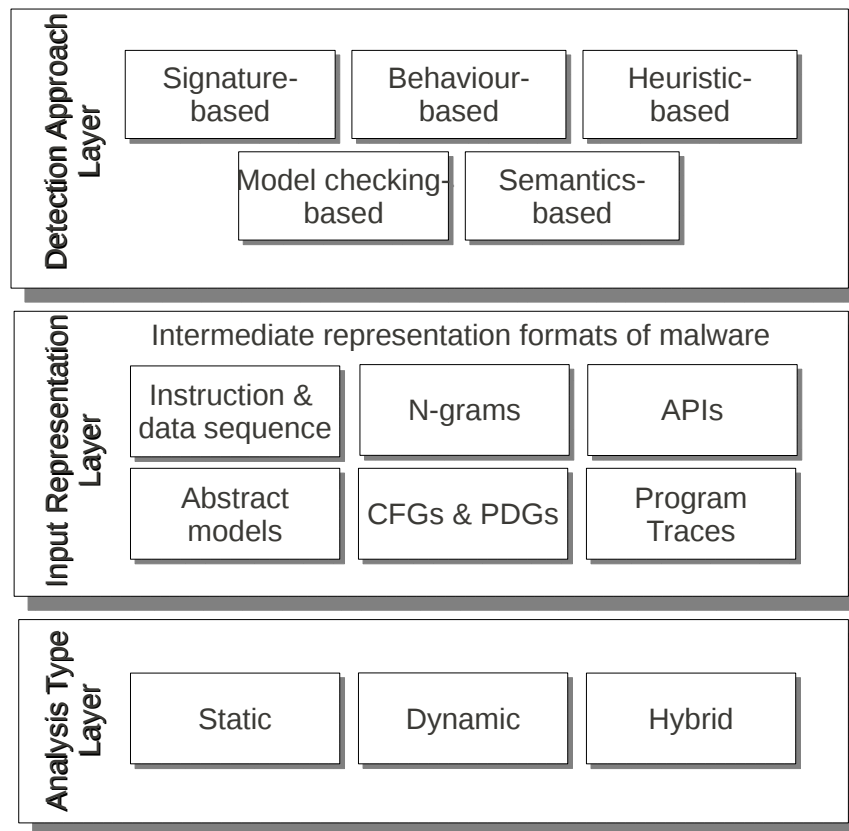 Detection Approach
Layer
Signature-
based
Behaviour-
based
Heuristic-
based
Model checking-
based
Semantics-
based
Input Representation
Layer
Intermediate representation formats of malware
Instruction &
data sequence
N-grams
APIs
Abstract
models
CFGs & PDGs
Program
Traces
Analysis Type
Layer
Static
Dynamic
Hybrid